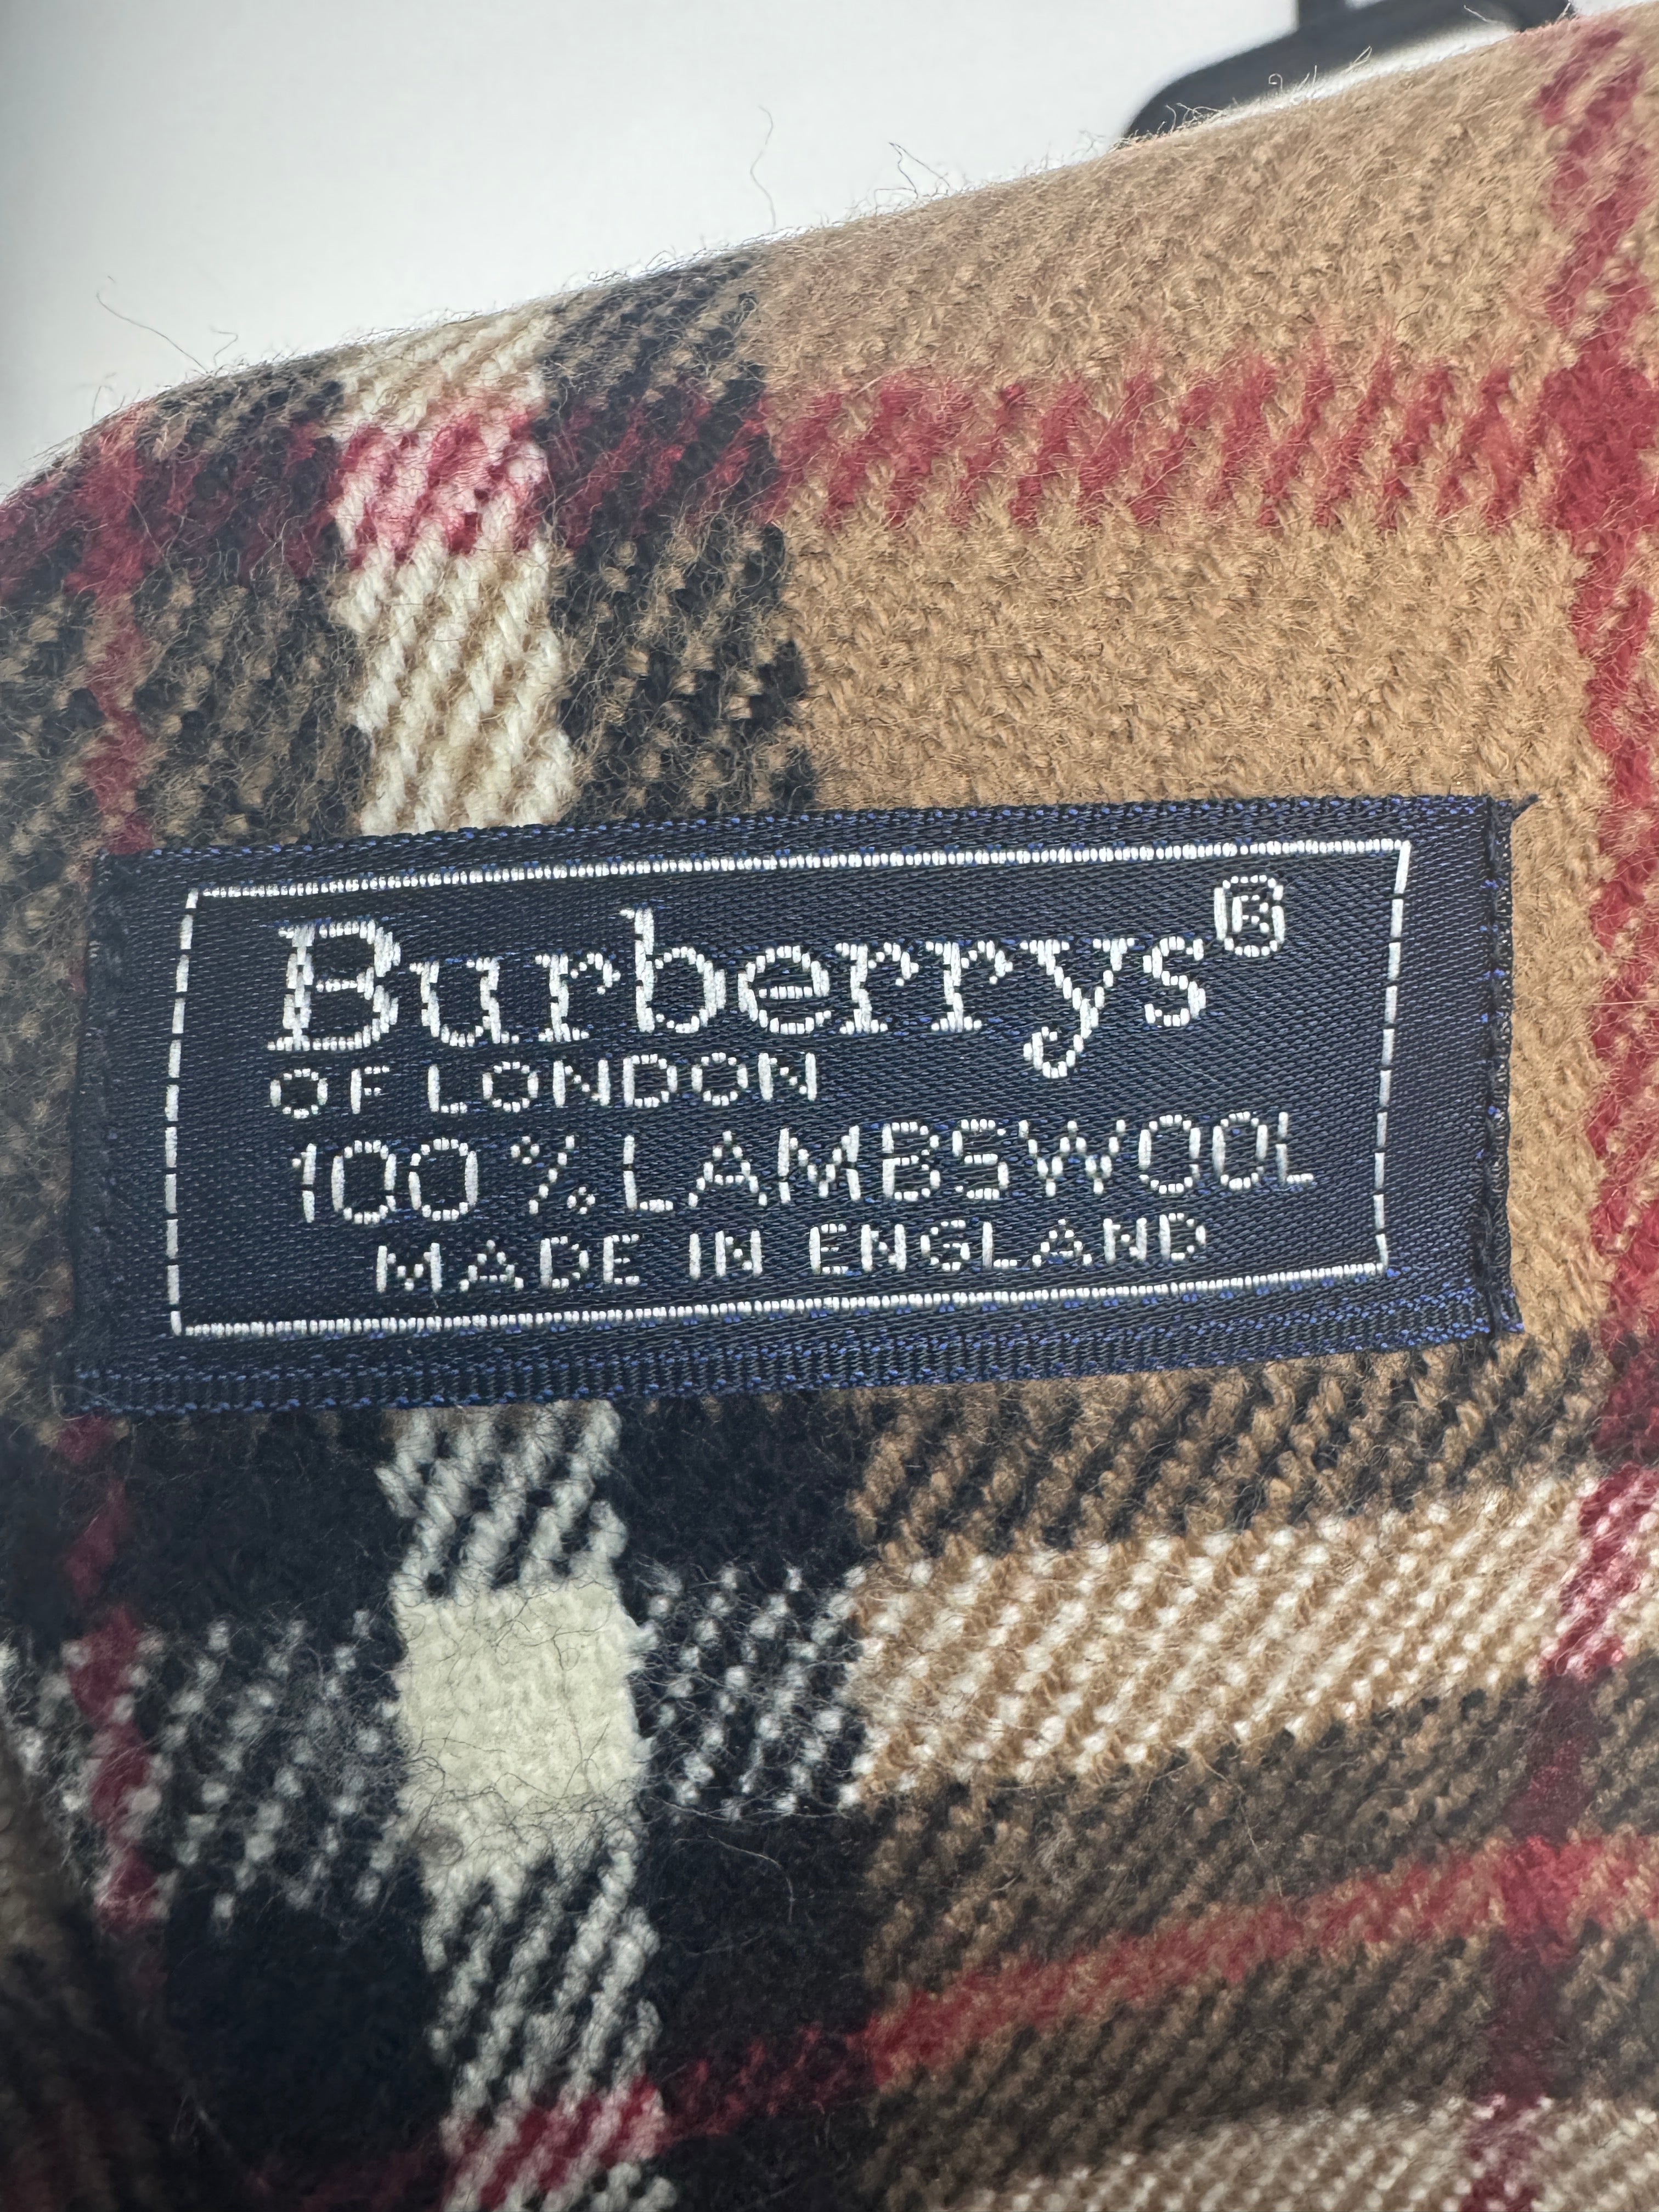 Burberrys®
OF LONDON
100% LAMBSWOOL
MADE IN ENGLAND